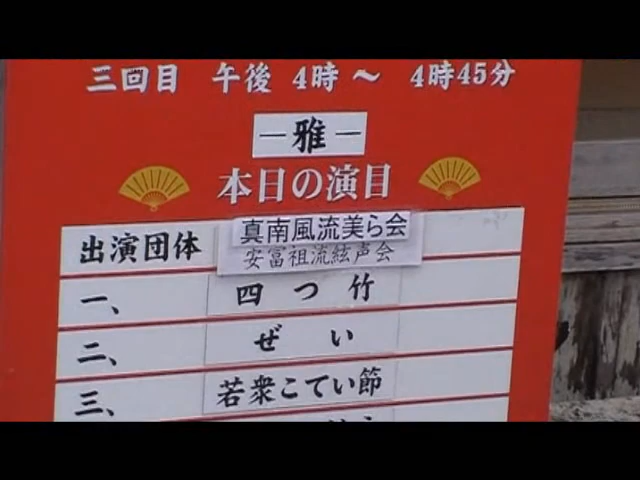 三回目 午後 4時～ 4時45分
—雅—
本日の演目
出演団体 真南風流美ら会
安冨祖流絃声会
一、 四つ竹
二、 ぜい
三、 若衆こてい節